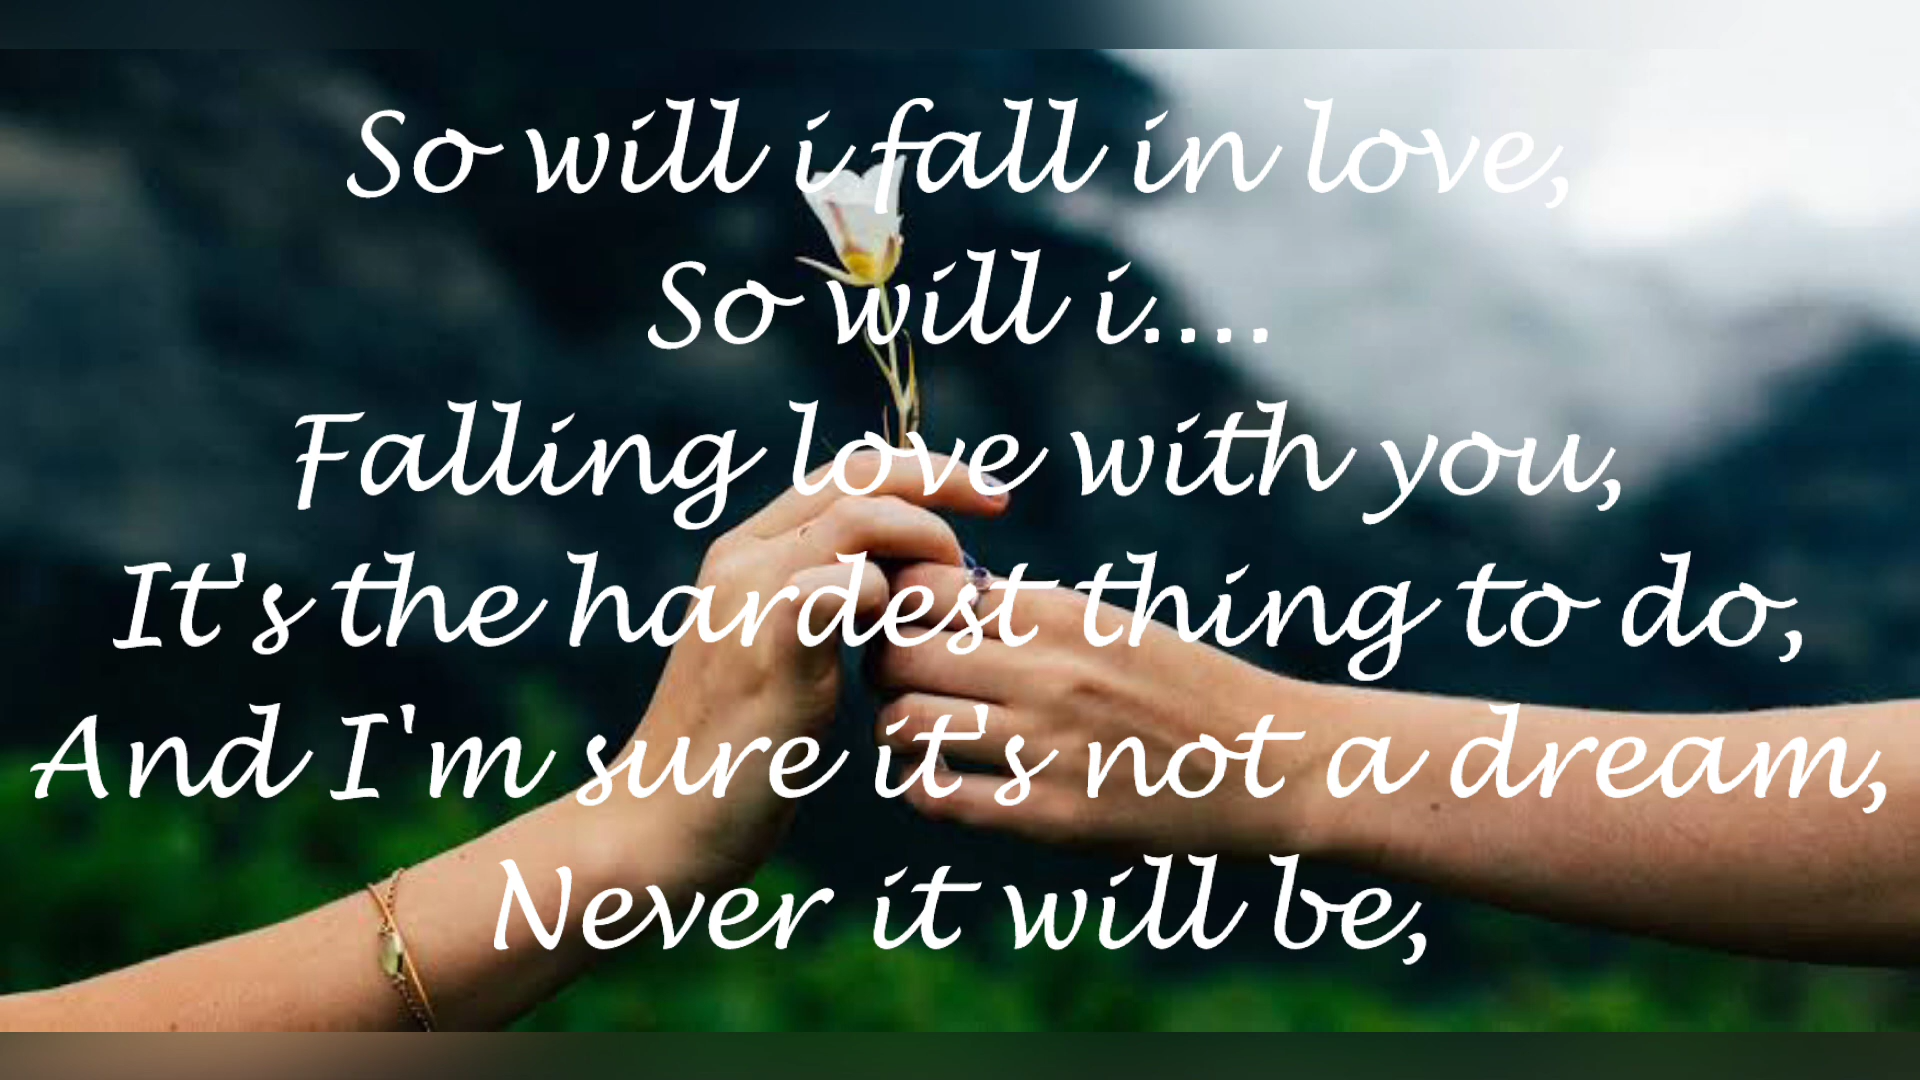 So will i fall in love,
So will i....
Falling love with you,
It's the hardest thing to do,
And I'm sure it's not a dream,
Never it will be,